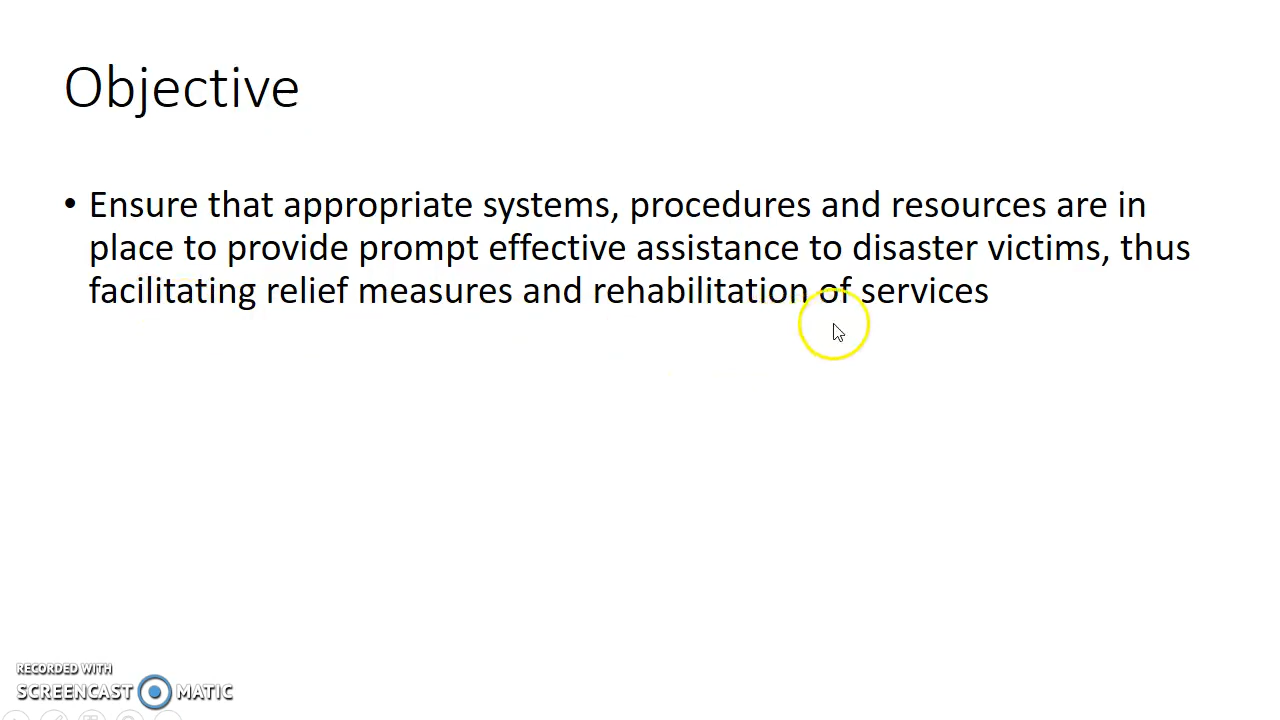 Objective
• Ensure that appropriate systems, procedures and resources are in
place to provide prompt effective assistance to disaster victims, thus
facilitating relief measures and rehabilitation of services
RECORDED WITH
SCREENCAST MATIC